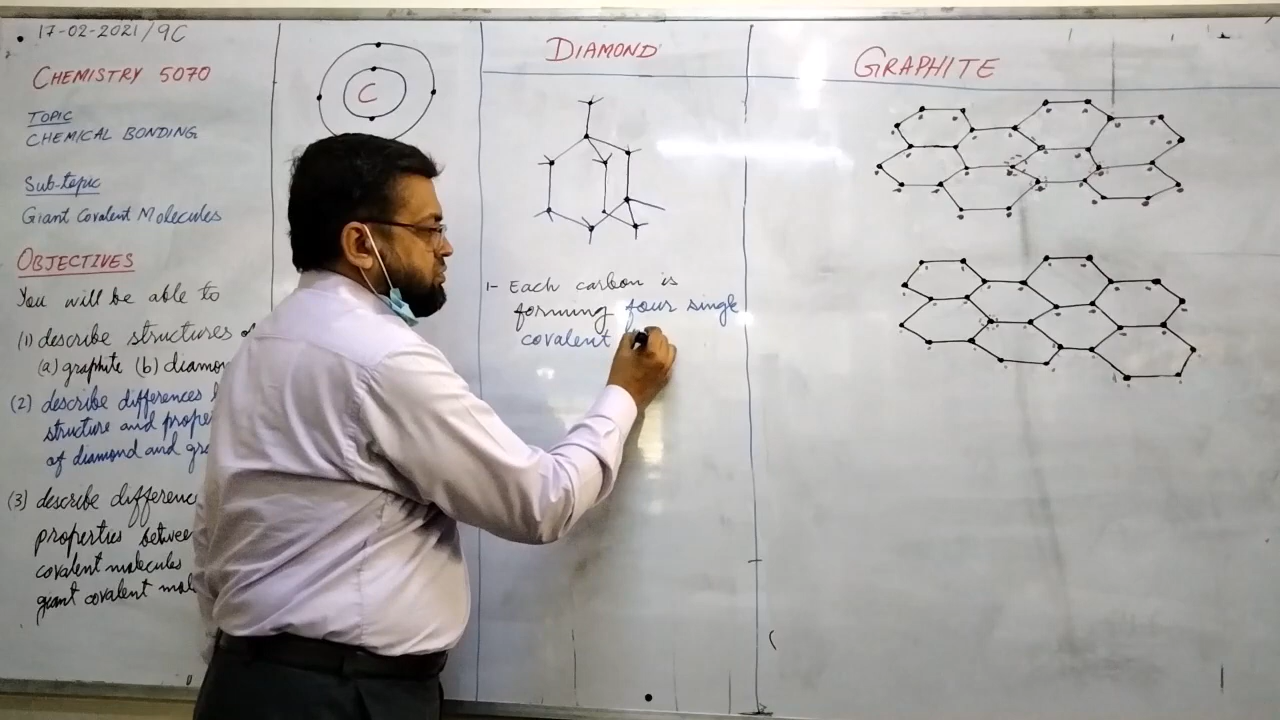 17-02-2021/9C
CHEMISTRY 5070
TOPIC
CHEMICAL BONDING
Sub-topic
Giant Covalent Molecules
OBJECTIVES
You will be able to
(1) describe structures
(a) graphite (b) diamon
(2) describe differences
structure and prope
of diamond and gra
(3) describe differenc
properties betwee
covalent molecules
giant covalent mol
C
DIAMOND
1- Each carbon is
forming four single
covalent
GRAPHITE